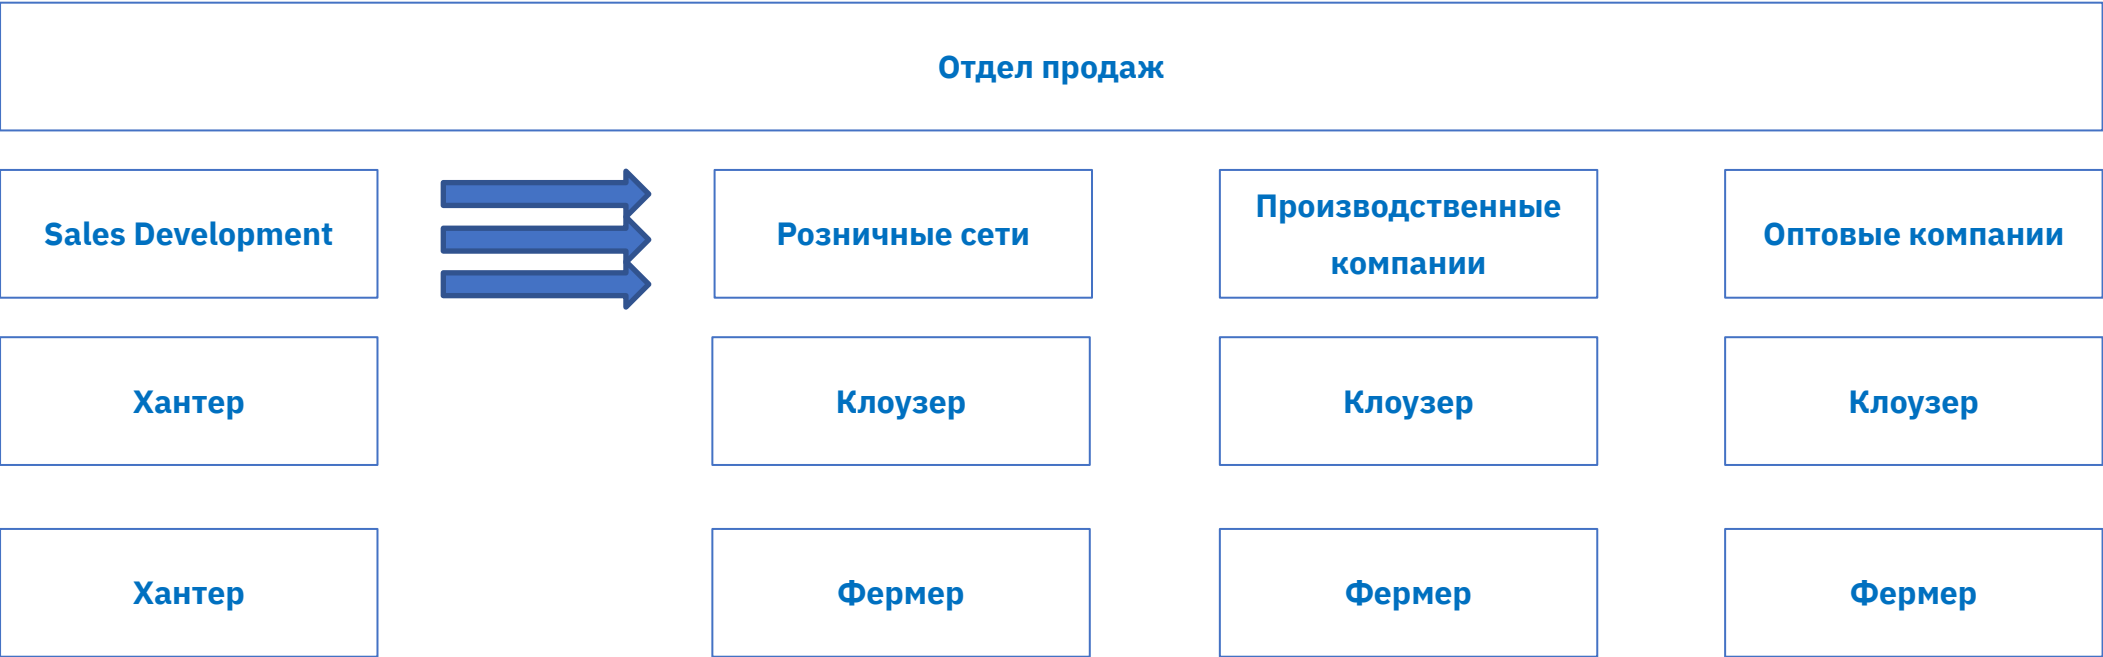 Отдел продаж
Sales Development
Розничные сети
Производственные
компании
Оптовые компании
Хантер
Клоузер
Клоузер
Клоузер
Хантер
Фермер
Фермер
Фермер